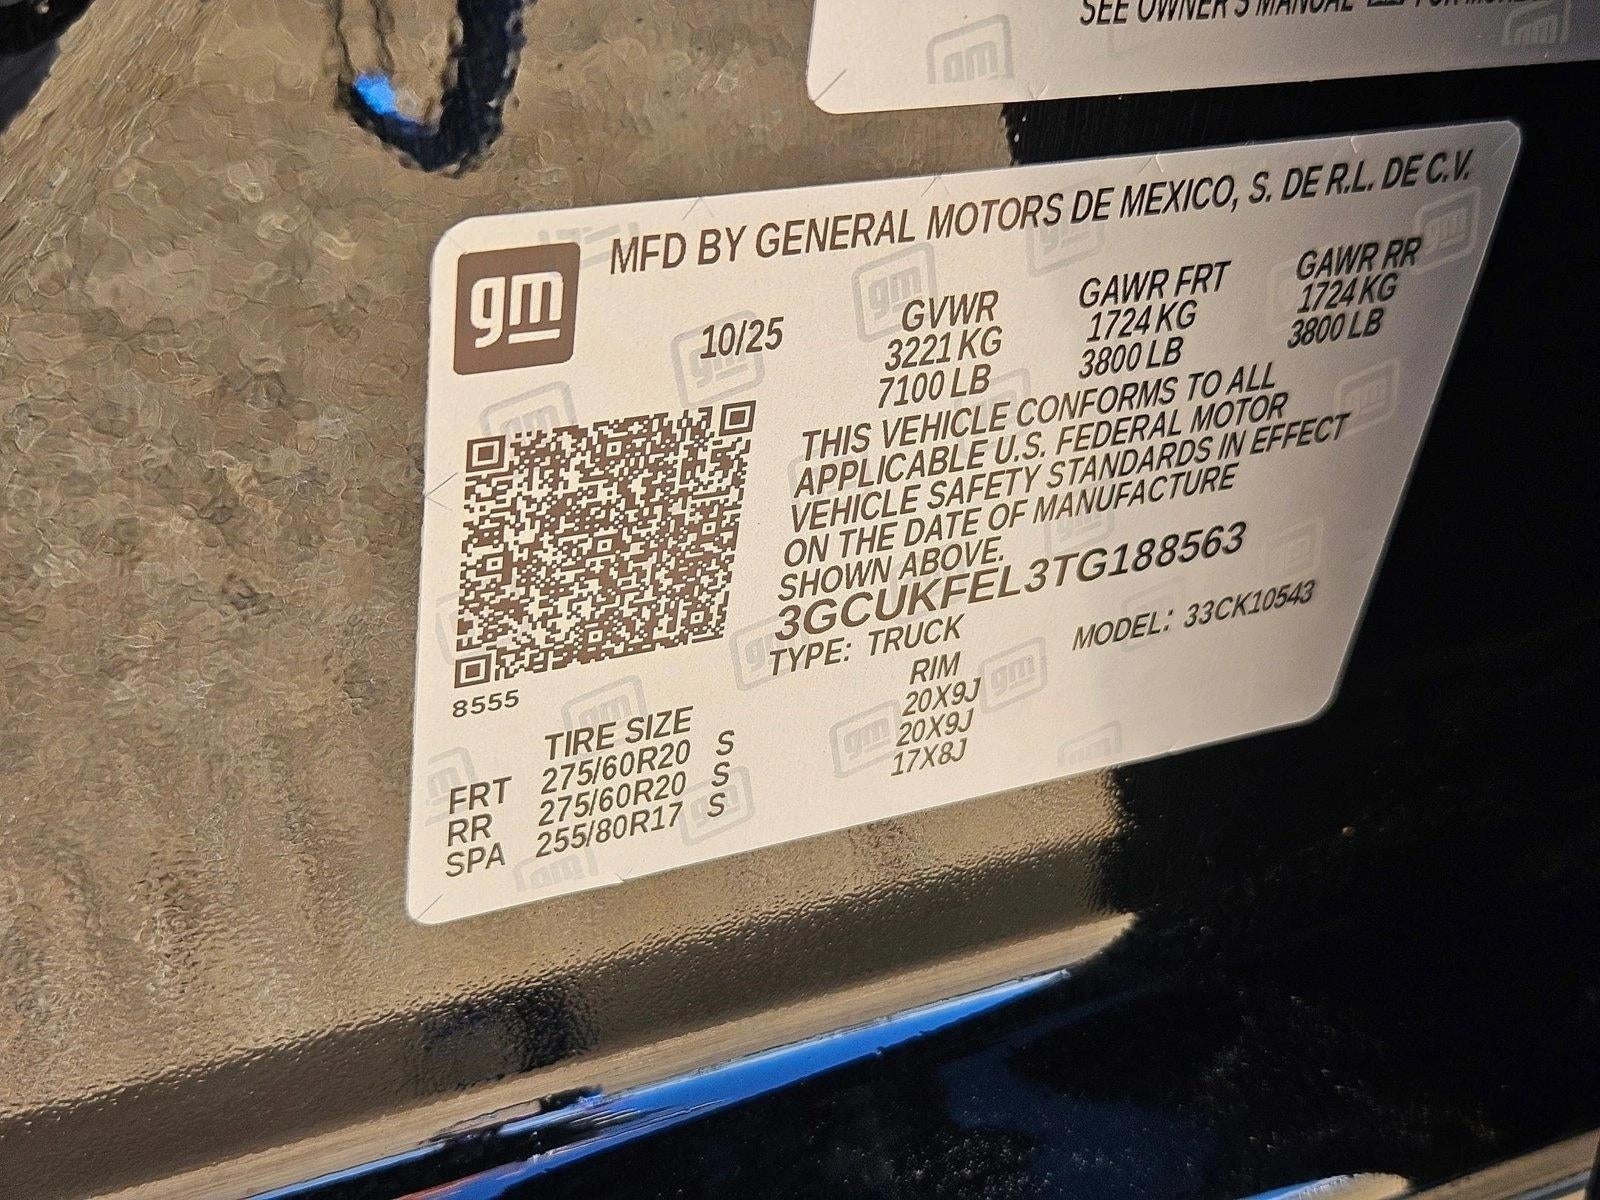 SEE OWNER'S MANUAL
gm
MFD BY GENERAL MOTORS DE MEXICO, S. DE R.L. DE C.V.
10/25
GVWR
3221 KG
7100 LB
GAWR FRT
1724 KG
3800 LB
GAWR RR
1724 KG
3800 LB
THIS VEHICLE CONFORMS TO ALL
APPLICABLE U.S. FEDERAL MOTOR
VEHICLE SAFETY STANDARDS IN EFFECT
ON THE DATE OF MANUFACTURE
SHOWN ABOVE.
3GCUKFEL3TG188563
TYPE: TRUCK MODEL: 33CK10543
8555
TIRE SIZE RIM
FRT 275/60R20 S 20X9J
RR 275/60R20 S 20X9J
SPA 255/80R17 S 17X8J